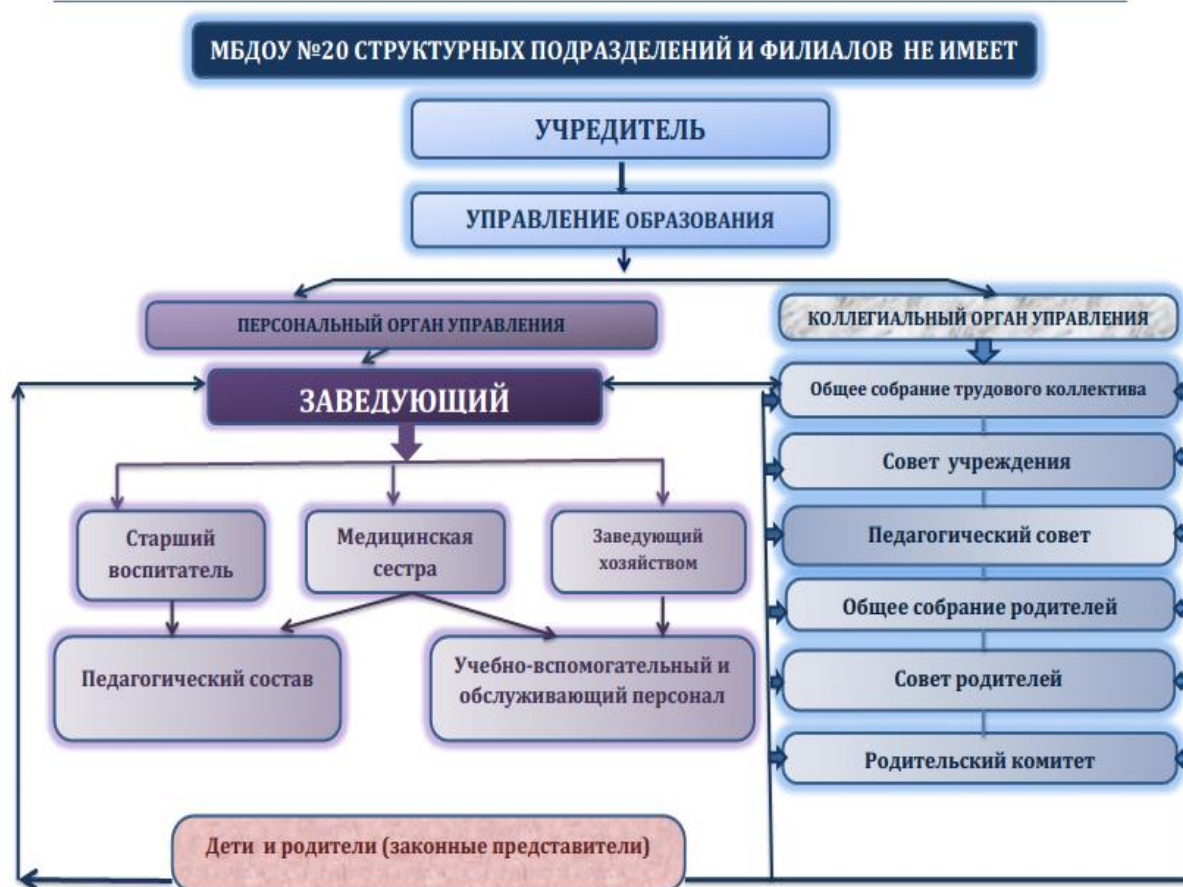 МБДОУ №20 СТРУКТУРНЫХ ПОДРАЗДЕЛЕНИЙ И ФИЛИАЛОВ НЕ ИМЕЕТ
УЧРЕДИТЕЛЬ
УПРАВЛЕНИЕ ОБРАЗОВАНИЯ
ПЕРСОНАЛЬНЫЙ ОРГАН УПРАВЛЕНИЯ
КОЛЛЕГИАЛЬНЫЙ ОРГАН УПРАВЛЕНИЯ
ЗАВЕДУЮЩИЙ
Старший
воспитатель
Медицинская
сестра
Заведующий
хозяйством
Педагогический состав
Учебно-вспомогательный и
обслуживающий персонал
Общее собрание трудового коллектива
Совет учреждения
Педагогический совет
Общее собрание родителей
Совет родителей
Родительский комитет
Дети и родители (законные представители)